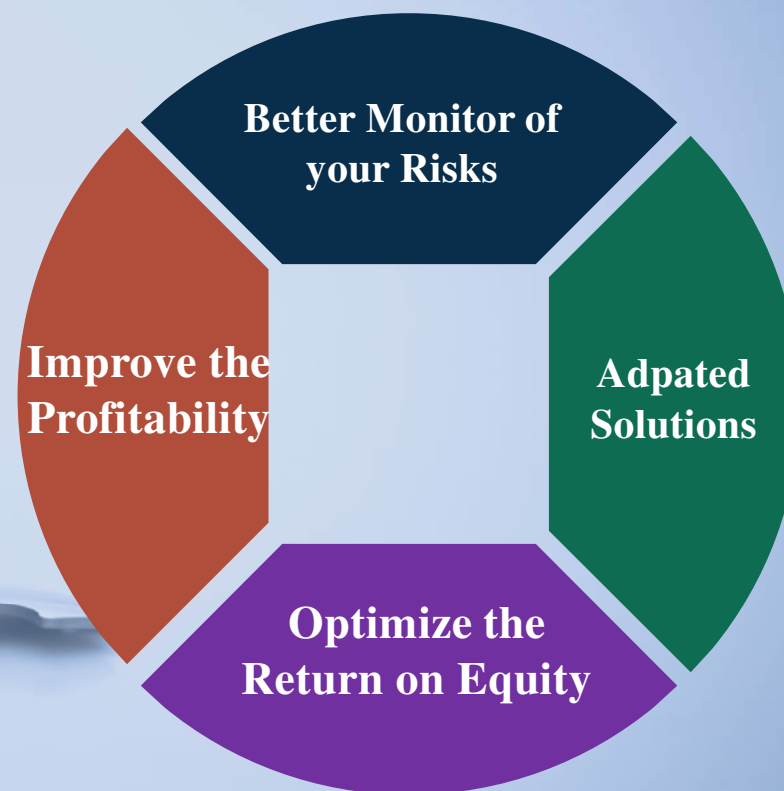 Better Monitor of
your Risks
Improve the
Profitability
Adpated
Solutions
Optimize the
Return on Equity